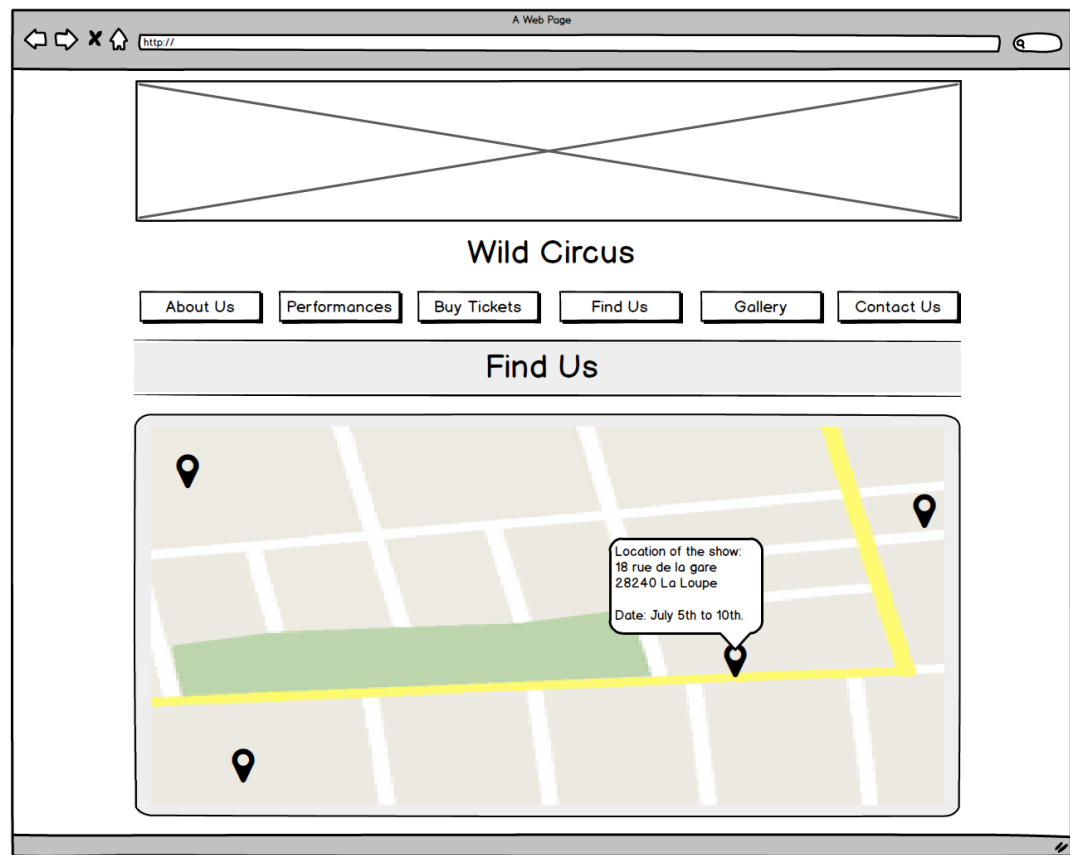 A Web Page
http://
Wild Circus
About Us
Performances
Buy Tickets
Find Us
Gallery
Contact Us
Find Us
Location of the show:
18 rue de la gare
28240 La Loupe
Date: July 5th to 10th.